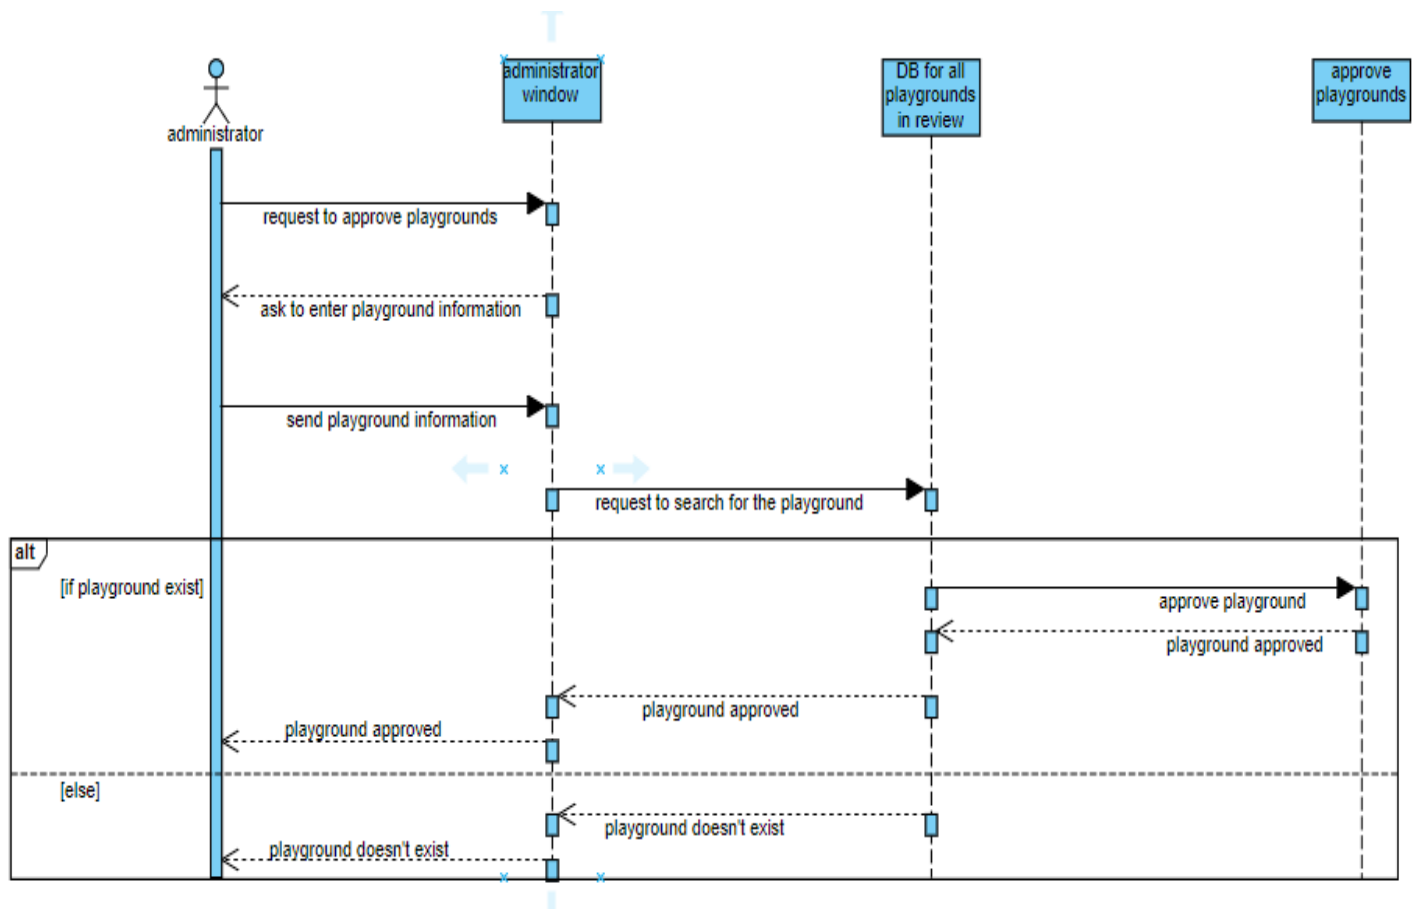 administrator
administrator
window
DB for all
playgrounds
in review
approve
playgrounds
request to approve playgrounds
ask to enter playground information
send playground information
request to search for the playground
alt
[if playground exist]
approve playground
playground approved
playground approved
playground approved
[else]
playground doesn't exist
playground doesn't exist